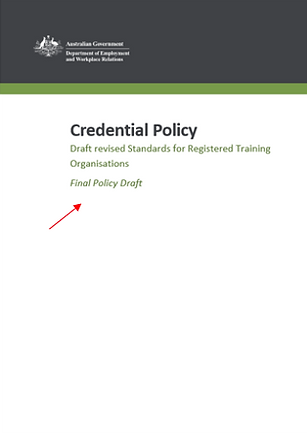 Australian Government
Department of Employment
and Workplace Relations
Credential Policy
Draft revised Standards for Registered Training
Organisations
Final Policy Draft